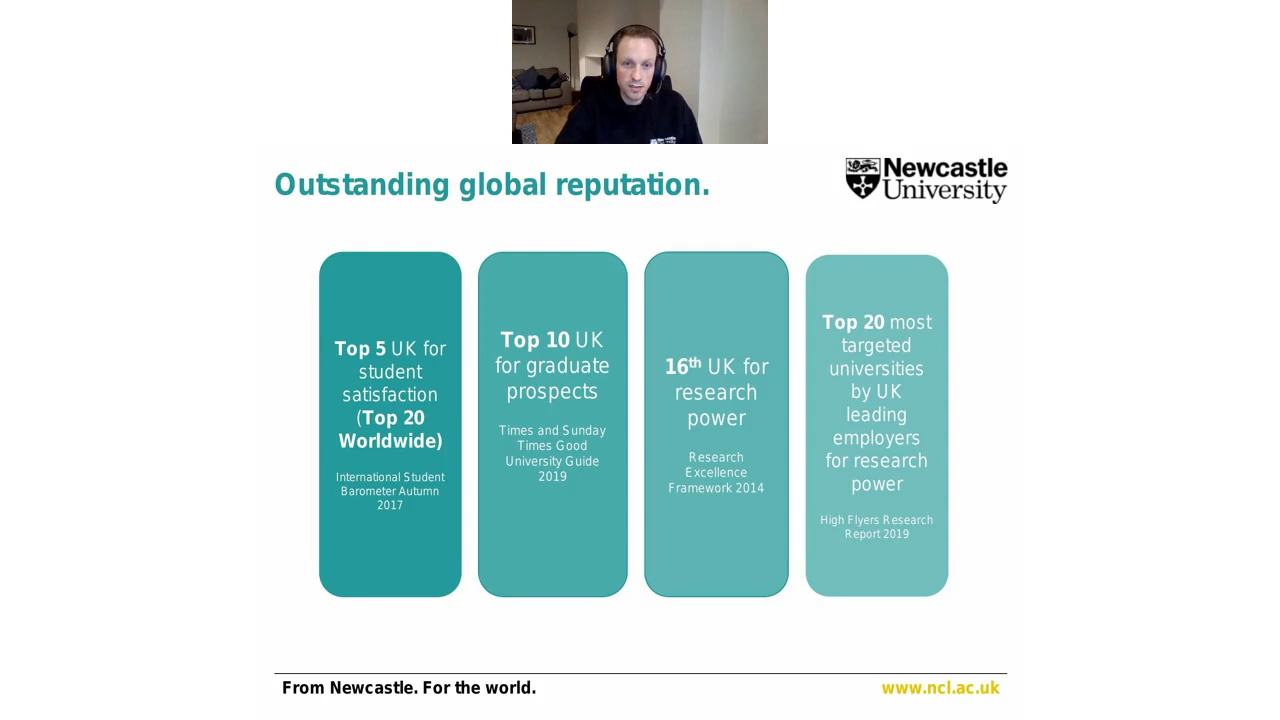 Outstanding global reputation.
Newcastle
University
Top 5 UK for
student
satisfaction
(Top 20
Worldwide)
International Student
Barometer Autumn
2017
Top 10 UK
for graduate
prospects
Times and Sunday
Times Good
University Guide
2019
16th UK for
research
power
Research
Excellence
Framework 2014
Top 20 most
targeted
universities
by UK
leading
employers
for research
power
High Flyers Research
Report 2019
From Newcastle. For the world.
www.ncl.ac.uk